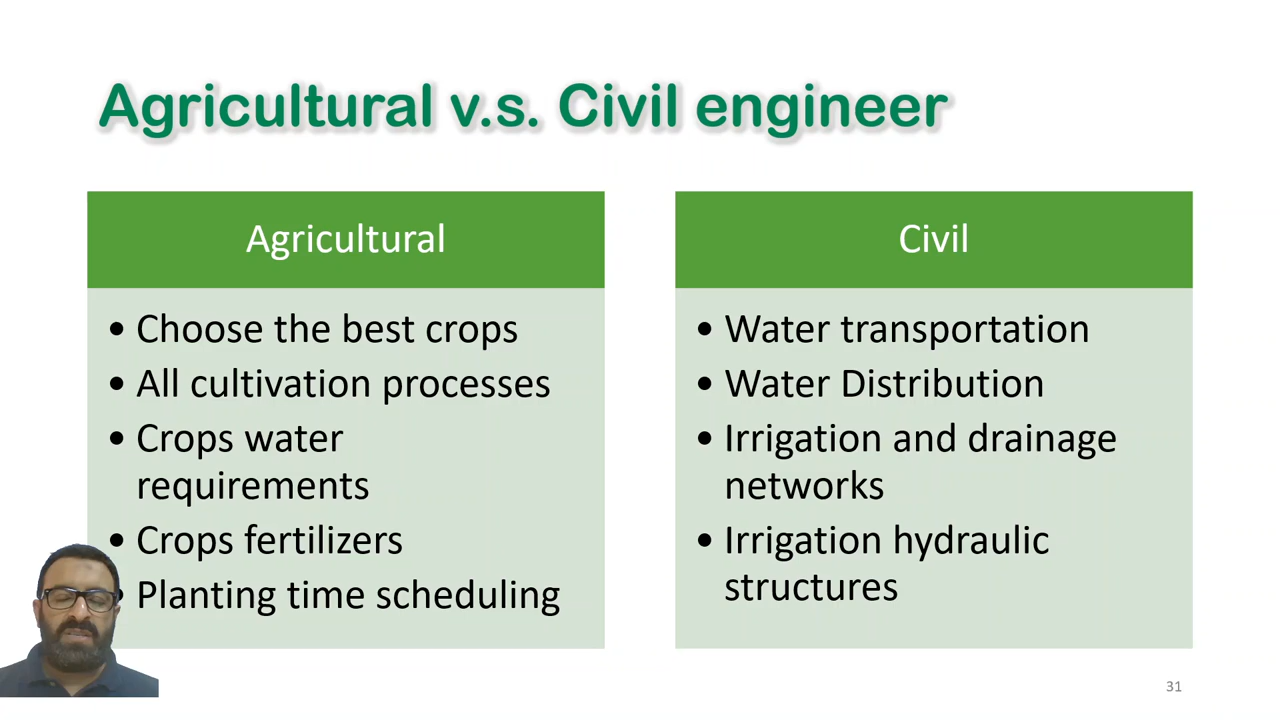 Agricultural v.s. Civil engineer
Agricultural
• Choose the best crops
• All cultivation processes
• Crops water
requirements
• Crops fertilizers
• Planting time scheduling
Civil
• Water transportation
• Water Distribution
• Irrigation and drainage
networks
• Irrigation hydraulic
structures
31